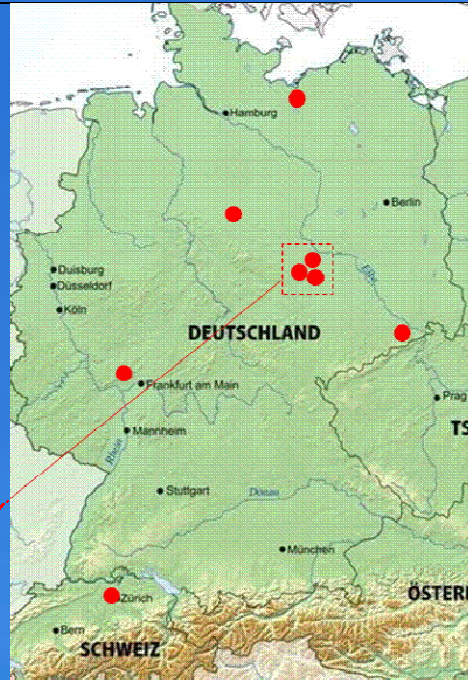 Hamburg
Berlin
Elbe
Duisburg
Düsseldorf
Köln
DEUTSCHLAND
Frankfurt am Main
Prag
Mannheim
TS
Rhein
Stuttgart
Donau
München
ÖSTERR
Zürich
Bern
SCHWEIZ